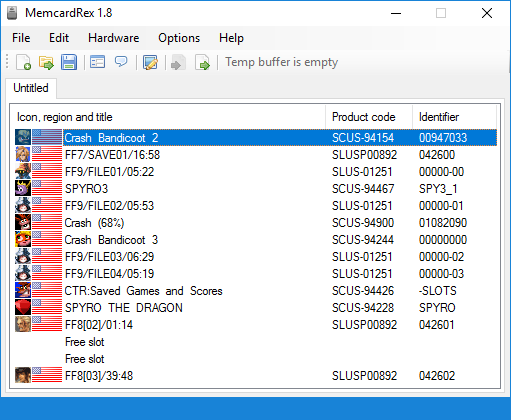 MemcardRex 1.8
File Edit Hardware Options Help
Temp buffer is empty
Untitled
Icon, region and title Product code Identifier
Crash Bandicoot 2 SCUS-94154 00947033
FF7/SAVE01/16:58 SLUSP00892 042600
FF9/FILE01/05:22 SLUS-01251 00000-00
SPYRO3 SCUS-94467 SPY3_1
FF9/FILE02/05:53 SLUS-01251 00000-01
Crash (68%) SCUS-94900 01082090
Crash Bandicoot 3 SCUS-94244 00000000
FF9/FILE03/06:29 SLUS-01251 00000-02
FF9/FILE04/05:19 SLUS-01251 00000-03
CTR:Saved Games and Scores SCUS-94426 -SLOTS
SPYRO THE DRAGON SCUS-94228 SPYRO
FF8[02]/01:14 SLUSP00892 042601
Free slot
Free slot
FF8[03]/39:48 SLUSP00892 042602